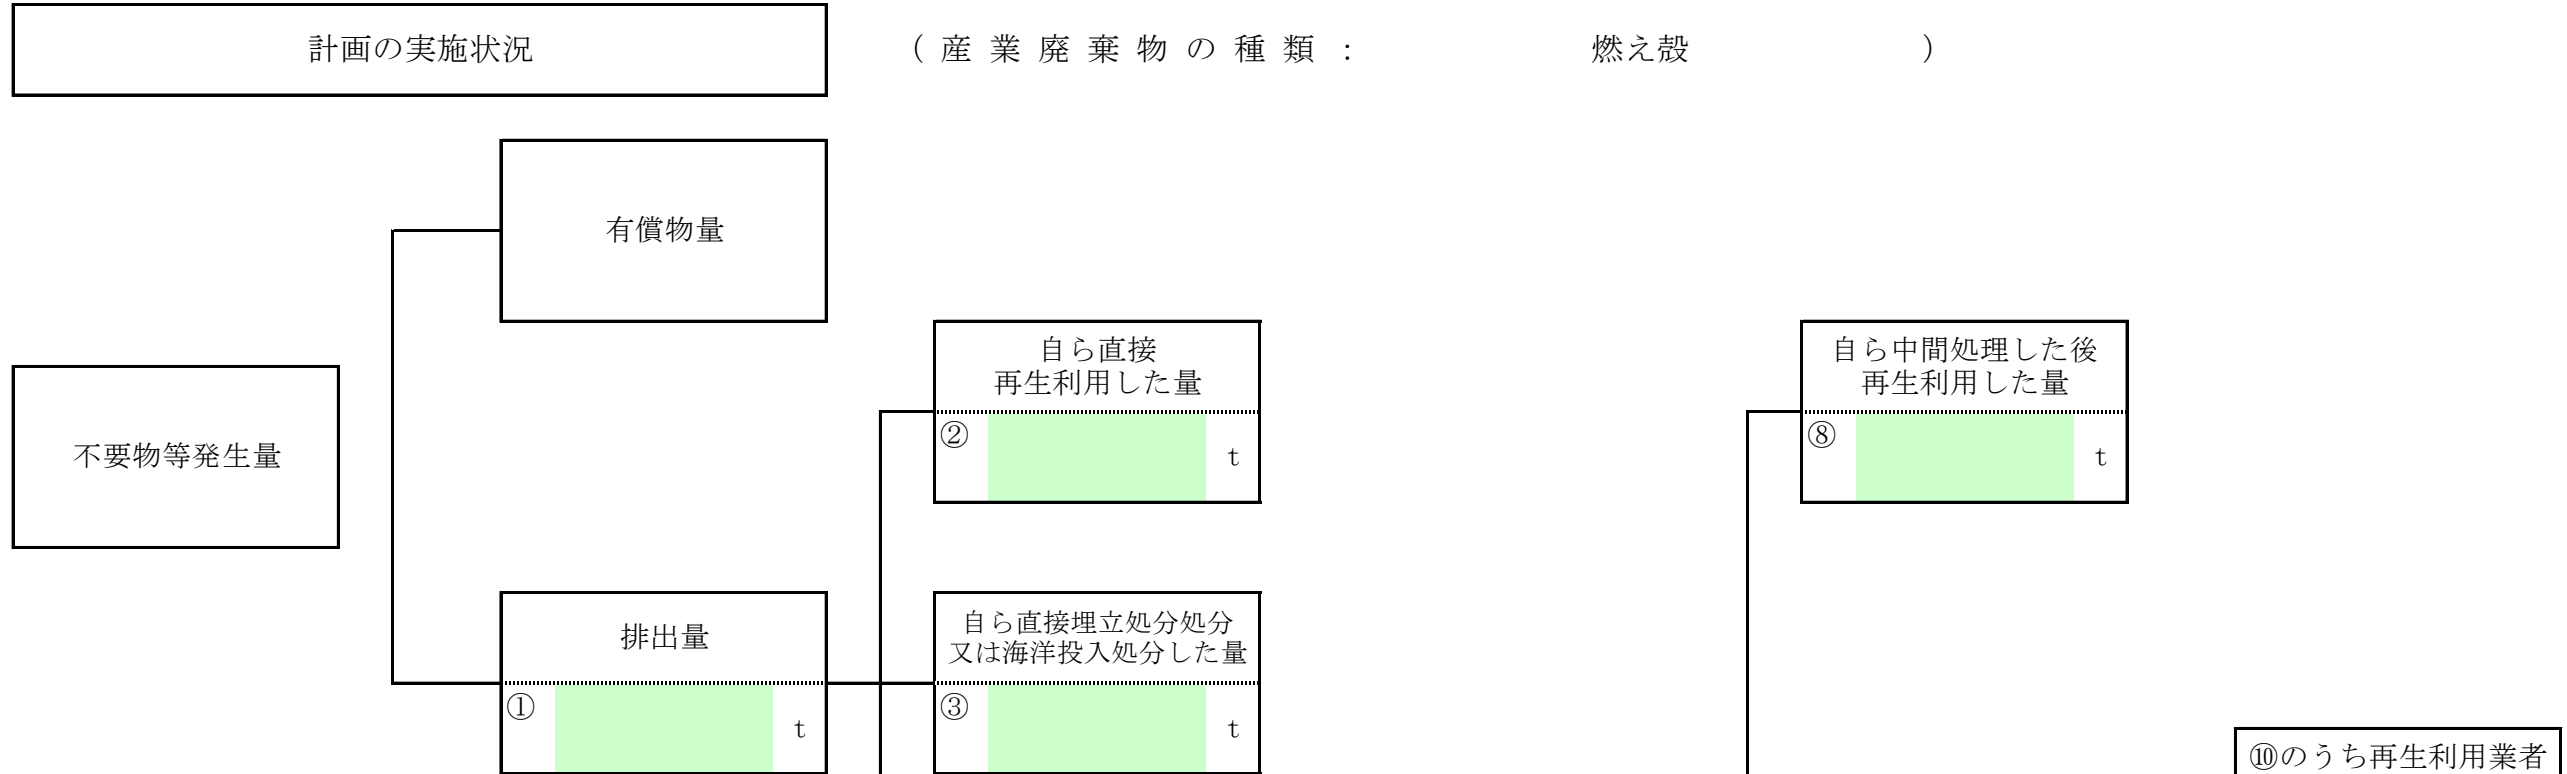 計画の実施状況
(産業廃棄物の種類: 燃え殻 )
有償物量
自ら直接
再生利用した量
② t
自ら中間処理した後
再生利用した量
⑧ t
不要物等発生量
排出量
① t
自ら直接埋立処分処分
又は海洋投入処分した量
③ t
⑩のうち再生利用業者